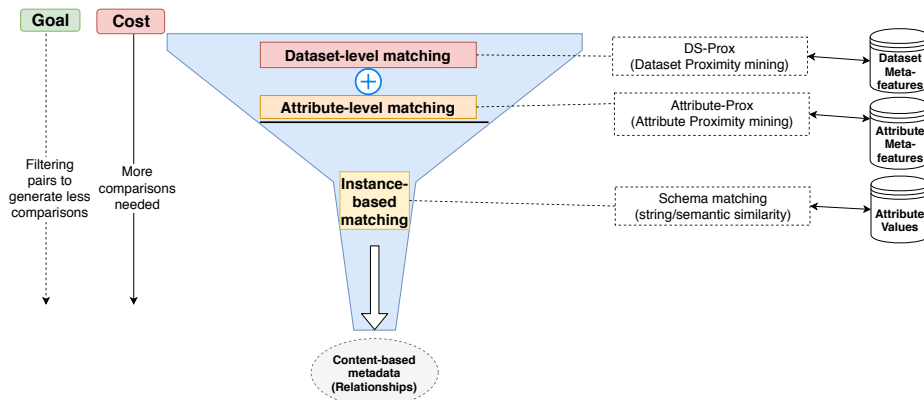 Goal
Cost
Filtering
pairs to
generate less
comparisons
More
comparisons
needed
Dataset-level matching
Attribute-level matching
Instance-
based
matching
Content-based
metadata
(Relationships)
DS-Prox
(Dataset Proximity mining)
Attribute-Prox
(Attribute Proximity mining)
Schema matching
(string/semantic similarity)
Dataset
Meta-
features
Attribute
Meta-
features
Attribute
Values